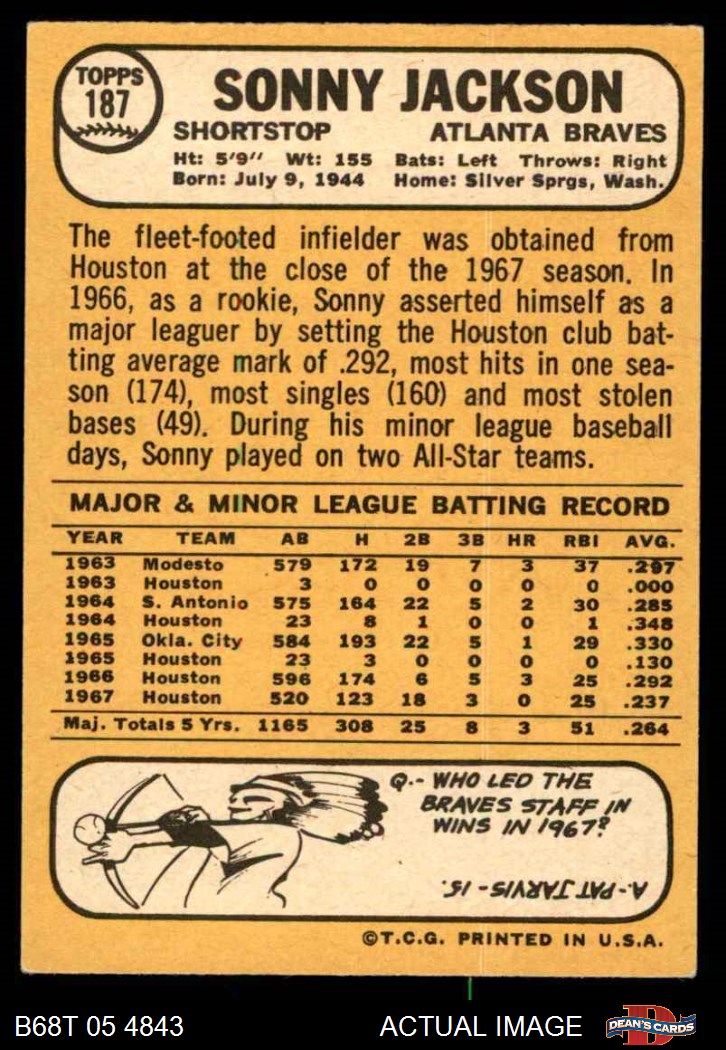 TOPPS
187
SONNY JACKSON
SHORTSTOP ATLANTA BRAVES
Ht: 5'9" Wt: 155 Bats: Left Throws: Right
Born: July 9, 1944 Home: Silver Sprgs, Wash.
The fleet-footed infielder was obtained from
Houston at the close of the 1967 season. In
1966, as a rookie, Sonny asserted himself as a
major leaguer by setting the Houston club bat-
ting average mark of .292, most hits in one sea-
son (174), most singles (160) and most stolen
bases (49). During his minor league baseball
days, Sonny played on two All-Star teams.
MAJOR & MINOR LEAGUE BATTING RECORD
YEAR TEAM AB H 2B 3B HR RBI AVG.
1963 Modesto 579 172 19 7 3 37 .297
1963 Houston 3 0 0 0 0 0 .000
1964 S. Antonio 575 164 22 5 2 30 .285
1964 Houston 23 8 1 0 0 1 .348
1965 Okla. City 584 193 22 5 1 29 .330
1965 Houston 23 3 0 0 0 0 .130
1966 Houston 596 174 6 5 3 25 .292
1967 Houston 520 123 18 3 0 25 .237
Maj. Totals 5 Yrs. 1165 308 25 8 3 51 .264
Q.- WHO LED THE
BRAVES STAFF IN
WINS IN 1967?
A.- PAT JARVIS - 15.
©T.C.G. PRINTED IN U.S.A.
B68T 05 4843 ACTUAL IMAGE
DEAN'S CARDS